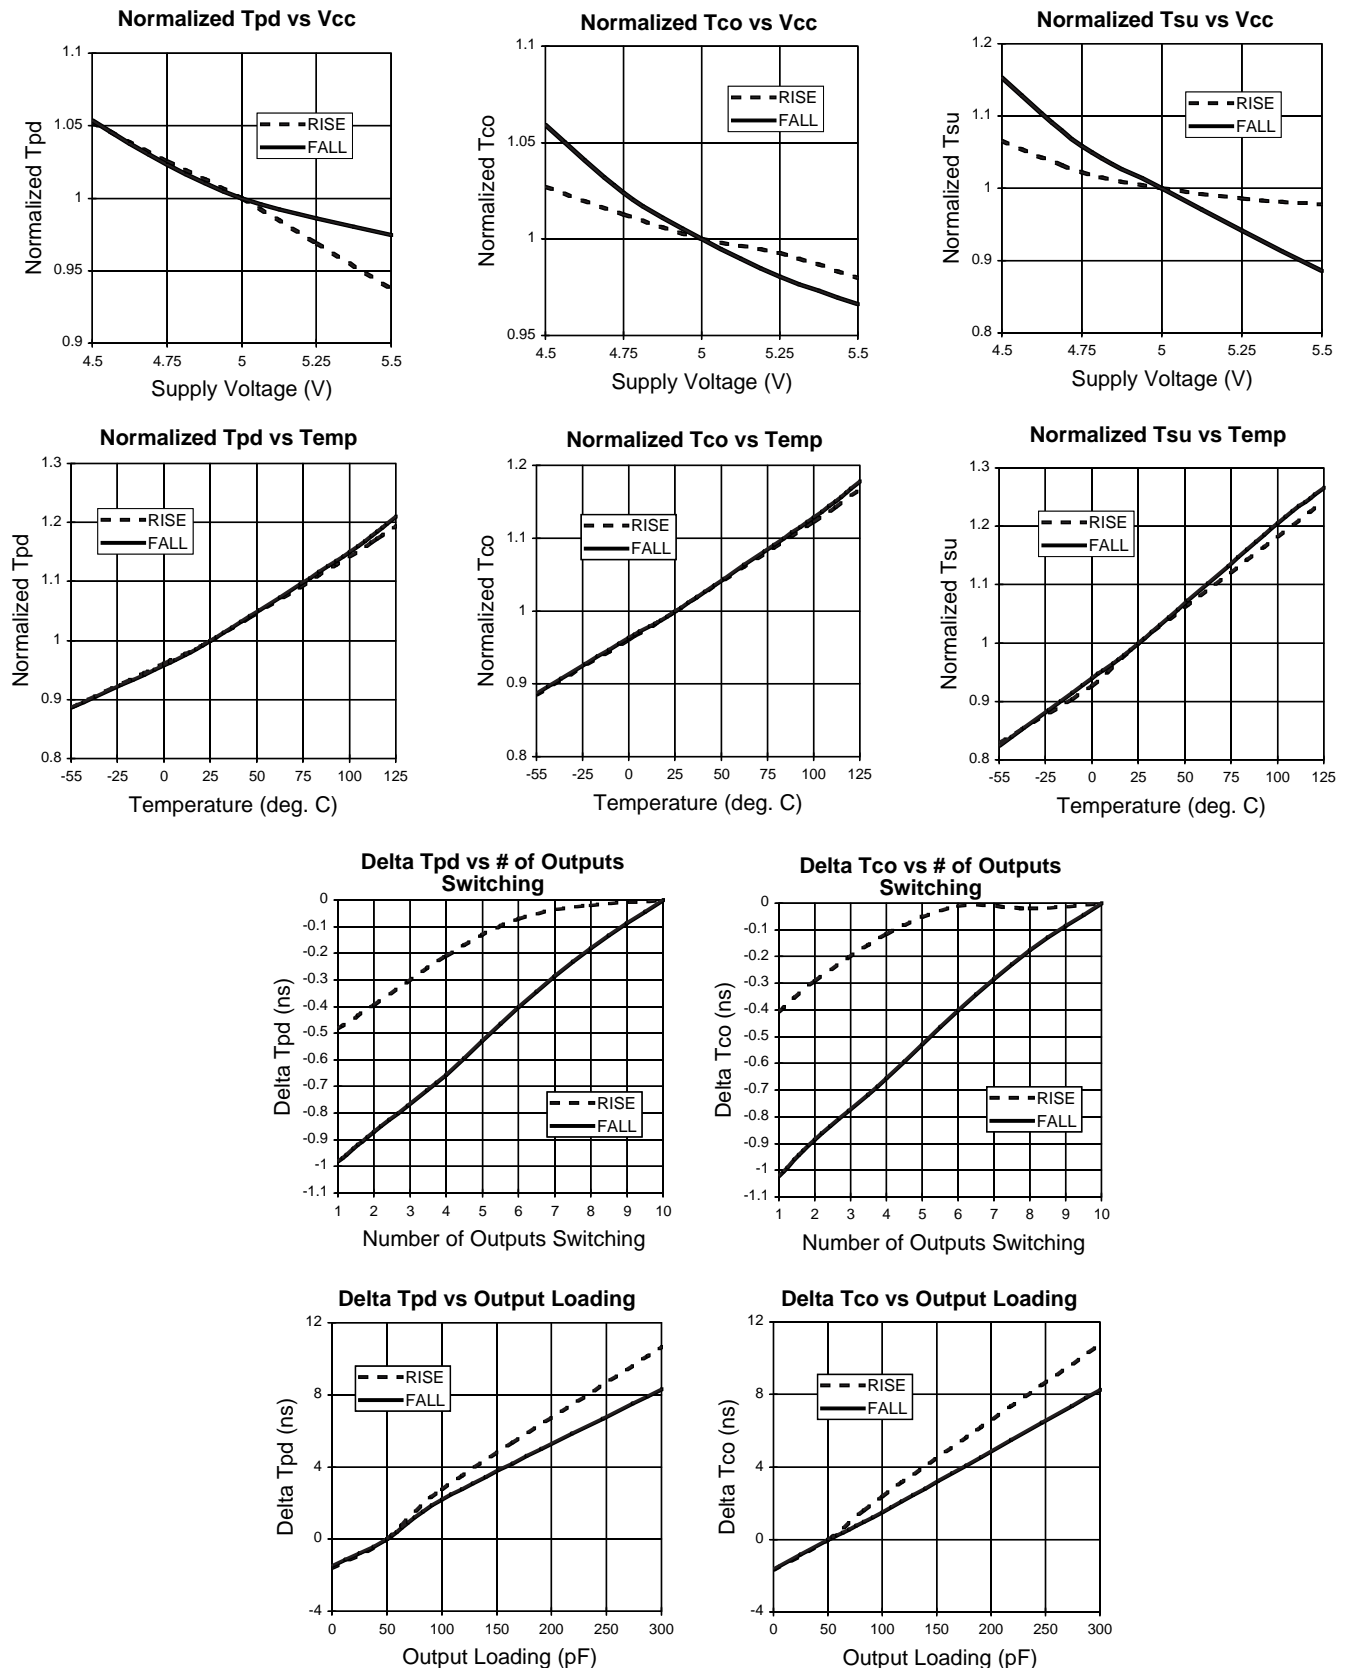 Normalized Tpd vs Vcc
1.1
1.05
1
0.95
0.9
4.5 4.75 5 5.25 5.5
Normalized Tpd
Supply Voltage (V)
RISE
FALL
Normalized Tco vs Vcc
1.1
1.05
1
0.95
4.5 4.75 5 5.25 5.5
Normalized Tco
Supply Voltage (V)
RISE
FALL
Normalized Tsu vs Vcc
1.2
1.1
1
0.9
0.8
4.5 4.75 5 5.25 5.5
Normalized Tsu
Supply Voltage (V)
RISE
FALL
Normalized Tpd vs Temp
1.3
1.2
1.1
1
0.9
0.8
-55 -25 0 25 50 75 100 125
Normalized Tpd
Temperature (deg. C)
RISE
FALL
Normalized Tco vs Temp
1.2
1.1
1
0.9
0.8
-55 -25 0 25 50 75 100 125
Normalized Tco
Temperature (deg. C)
RISE
FALL
Normalized Tsu vs Temp
1.3
1.2
1.1
1
0.9
0.8
-55 -25 0 25 50 75 100 125
Normalized Tsu
Temperature (deg. C)
RISE
FALL
Delta Tpd vs # of Outputs
Switching
0
-0.1
-0.2
-0.3
-0.4
-0.5
-0.6
-0.7
-0.8
-0.9
-1
-1.1
1 2 3 4 5 6 7 8 9 10
Delta Tpd (ns)
Number of Outputs Switching
RISE
FALL
Delta Tco vs # of Outputs
Switching
0
-0.1
-0.2
-0.3
-0.4
-0.5
-0.6
-0.7
-0.8
-0.9
-1
-1.1
1 2 3 4 5 6 7 8 9 10
Delta Tco (ns)
Number of Outputs Switching
RISE
FALL
Delta Tpd vs Output Loading
12
8
4
0
-4
0 50 100 150 200 250 300
Delta Tpd (ns)
Output Loading (pF)
RISE
FALL
Delta Tco vs Output Loading
12
8
4
0
-4
0 50 100 150 200 250 300
Delta Tco (ns)
Output Loading (pF)
RISE
FALL